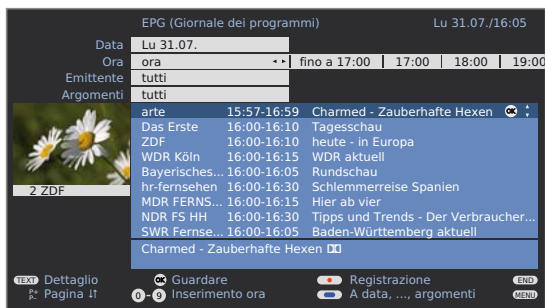 EPG (Giornale dei programmi) Lu 31.07./16:05
Data Lu 31.07.
Ora ora fino a 17:00 17:00 18:00 19:00
Emittente tutti
Argomenti tutti
arte 15:57-16:59 Charmed - Zauberhafte Hexen OK
Das Erste 16:00-16:10 Tagesschau
ZDF 16:00-16:10 heute - in Europa
WDR Köln 16:00-16:15 WDR aktuell
Bayerisches... 16:00-16:05 Rundschau
hr-fernsehen 16:00-16:30 Schlemmerreise Spanien
MDR FERNS... 16:00-16:15 Hier ab vier
NDR FS HH 16:00-16:30 Tipps und Trends - Der Verbraucher...
SWR Fernse... 16:00-16:05 Baden-Württemberg aktuell
2 ZDF
Charmed - Zauberhafte Hexen
TEXT Dettaglio OK Guardare Registrazione END
P+ P- Pagina 0-9 Inserimento ora A data, ..., argomenti MENU